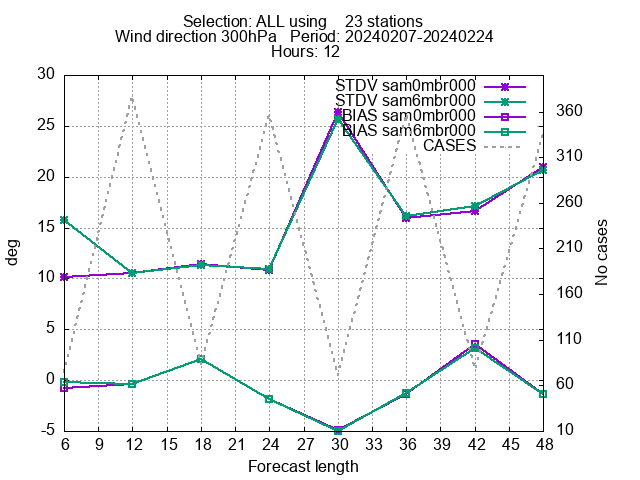 Selection: ALL using    23 stations
Wind direction 300hPa   Period: 20240207-20240224
Hours: 12
30
25
20
15
10
5
0
-5
deg
STDV sam0mbr000
STDV sam6mbr000
BIAS sam0mbr000
BIAS sam6mbr000
CASES
360
310
260
210
160
110
60
10
No cases
6 9 12 15 18 21 24 27 30 33 36 39 42 45 48
Forecast length